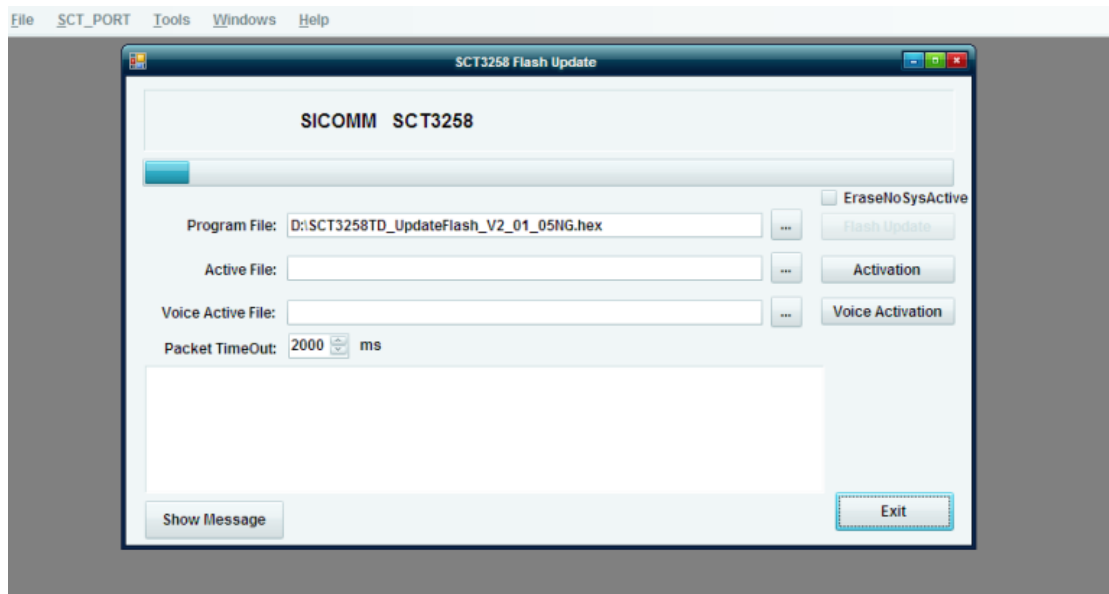 File SCT_PORT Tools Windows Help
SCT3258 Flash Update
SICOMM SCT3258
EraseNoSysActive
Program File: D:\SCT3258TD_UpdateFlash_V2_01_05NG.hex ... Flash Update
Active File: ... Activation
Voice Active File: ... Voice Activation
Packet TimeOut: 2000 ms
Show Message
Exit